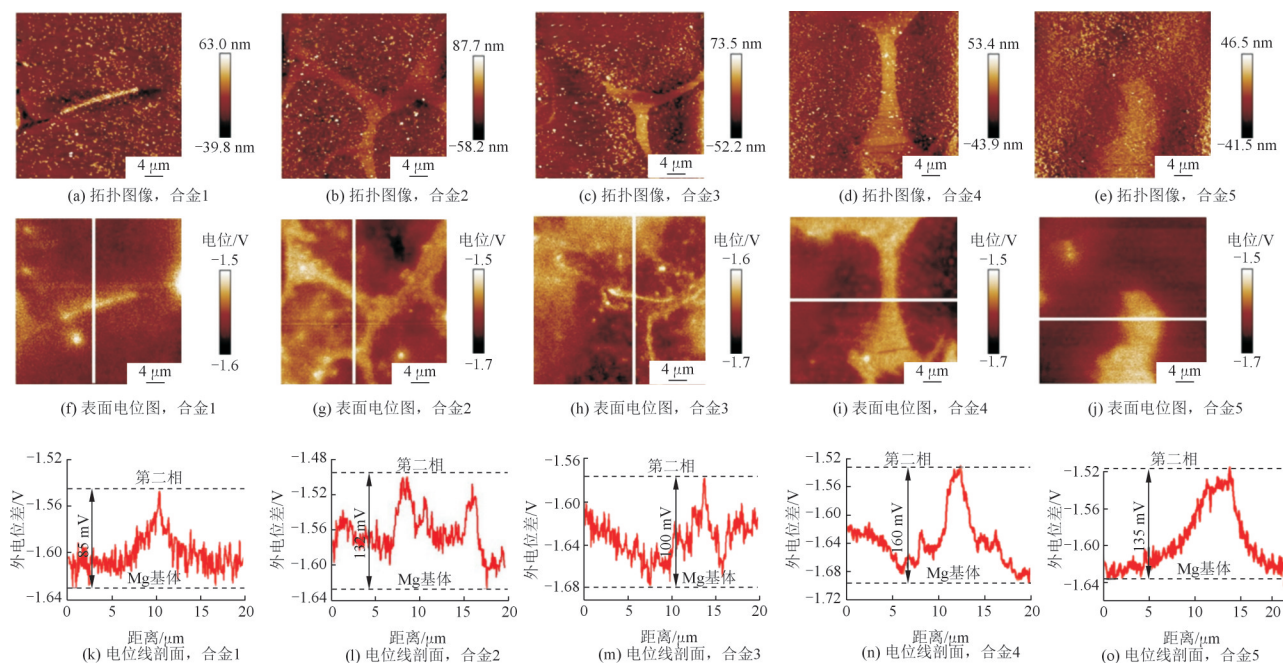 63.0 nm
−39.8 nm
4 μm
87.7 nm
−58.2 nm
4 μm
73.5 nm
−52.2 nm
4 μm
53.4 nm
−43.9 nm
4 μm
46.5 nm
−41.5 nm
4 μm
(a) 拓扑图像，合金1
(b) 拓扑图像，合金2
(c) 拓扑图像，合金3
(d) 拓扑图像，合金4
(e) 拓扑图像，合金5
电位/V
−1.5
−1.6
4 μm
电位/V
−1.5
−1.7
4 μm
电位/V
−1.6
−1.7
4 μm
电位/V
−1.5
−1.7
4 μm
电位/V
−1.5
−1.7
4 μm
(f) 表面电位图，合金1
(g) 表面电位图，合金2
(h) 表面电位图，合金3
(i) 表面电位图，合金4
(j) 表面电位图，合金5
外电位差/V
−1.52
−1.56
−1.60
−1.64
第二相
Mg基体
0 5 10 15 20
距离/μm
(k) 电位线剖面，合金1
外电位差/V
−1.48
−1.52
−1.56
−1.60
−1.64
第二相
Mg基体
0 5 10 15 20
距离/μm
(l) 电位线剖面，合金2
外电位差/V
−1.56
−1.60
−1.64
−1.68
第二相
100 mV
Mg基体
0 5 10 15 20
距离/μm
(m) 电位线剖面，合金3
外电位差/V
−1.52
−1.56
−1.60
−1.64
−1.68
−1.72
第二相
160 mV
Mg基体
0 5 10 15 20
距离/μm
(n) 电位线剖面，合金4
外电位差/V
−1.52
−1.56
−1.60
−1.64
第二相
135 mV
Mg基体
0 5 10 15 20
距离/μm
(o) 电位线剖面，合金5